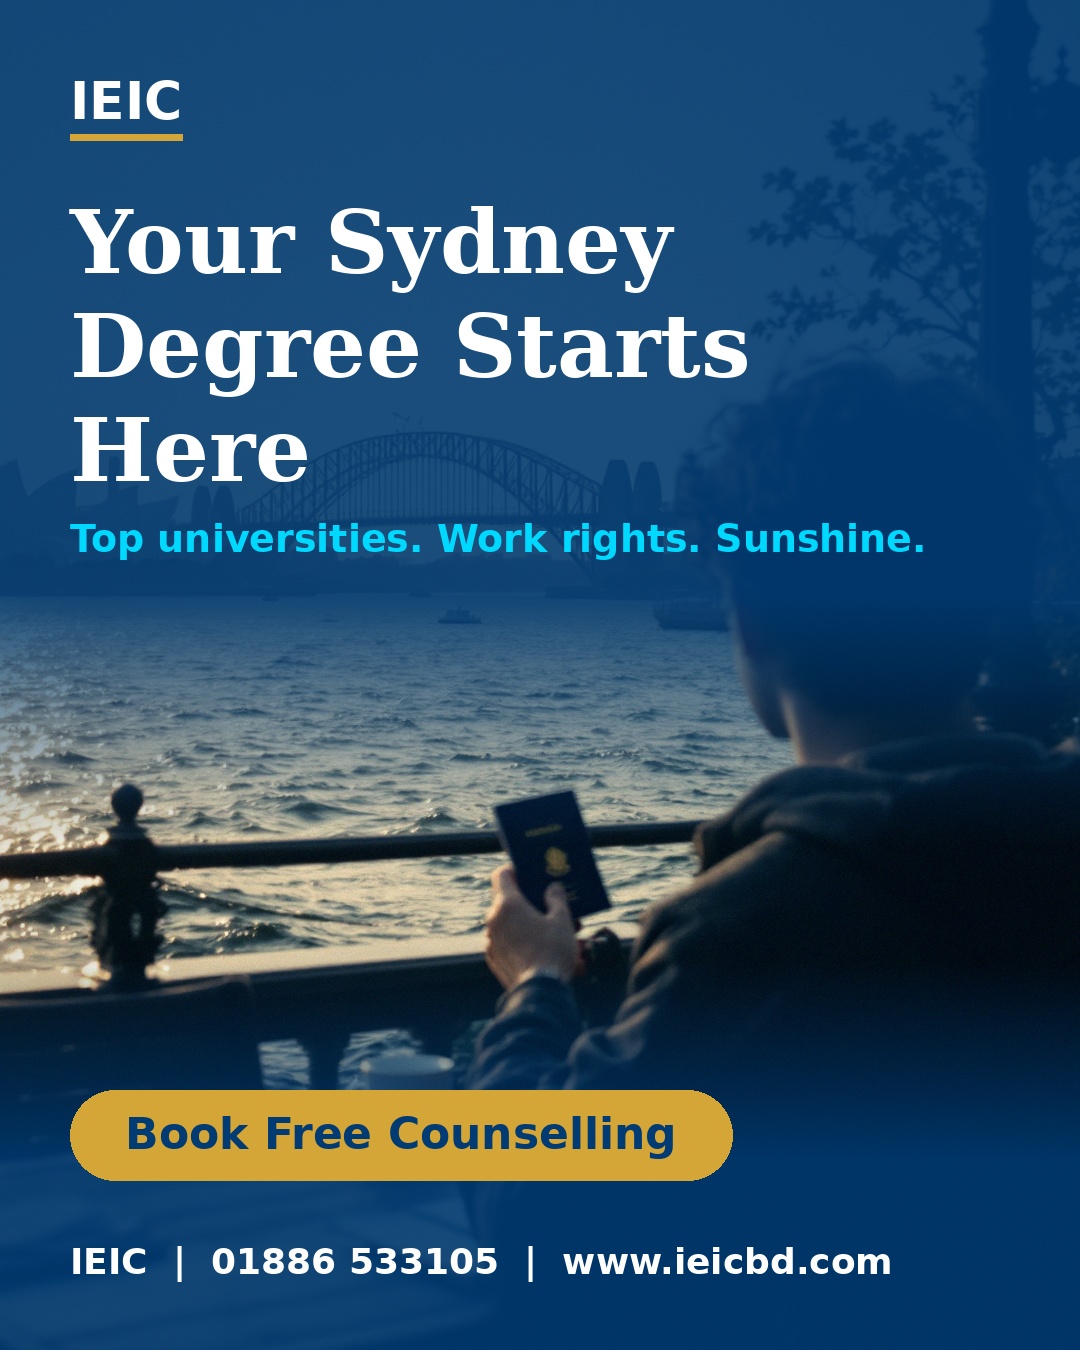 IEIC
Your Sydney
Degree Starts
Here
Top universities. Work rights. Sunshine.
Book Free Counselling
IEIC | 01886 533105 | www.ieicbd.com